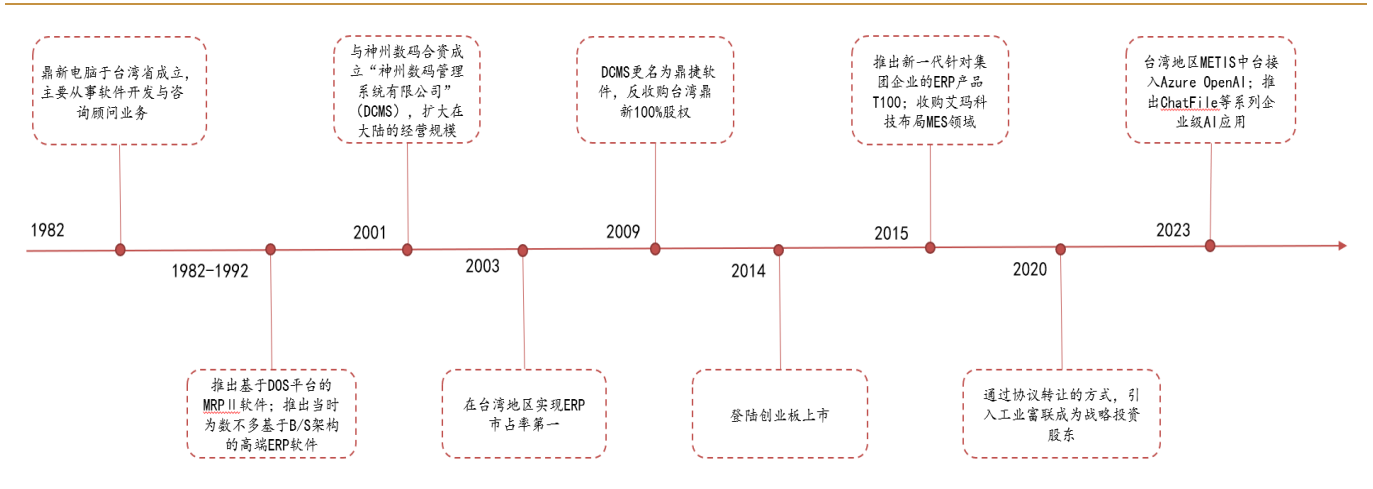 鼎新电脑于台湾省成立,
主要从事软件开发与咨
询顾问业务
与神州数码合资成
立“神州数码管理
系统有限公司”
(DCMS),扩大在
大陆的经营规模
DCMS更名为鼎捷软
件,反收购台湾鼎
新100%股权
推出新一代针对集
团企业的ERP产品
T100;收购艾玛科
技布局MES领域
台湾地区METIS中台接
入Azure OpenAI;推
出ChatFile等系列企
业级AI应用
1982
2001
2009
2015
2023
1982-1992
2003
2014
2020
推出基于DOS平台的
MRPⅡ软件;推出当时
为数不多基于B/S架构
的高端ERP软件
在台湾地区实现ERP
市占率第一
登陆创业板上市
通过协议转让的方式,引
入工业富联成为战略投资
股东